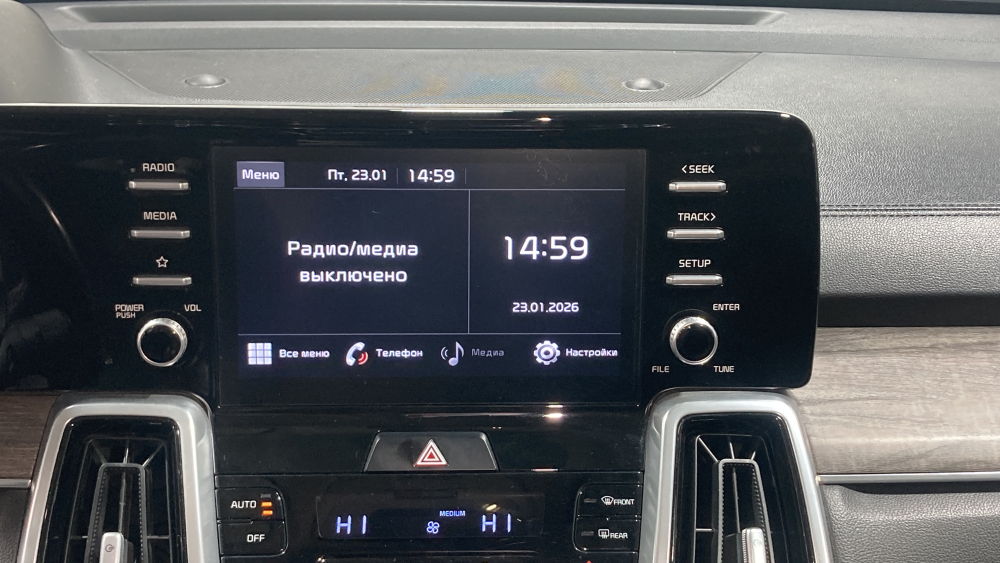 RADIO
MEDIA
POWER
PUSH
VOL
Меню
Пт, 23.01
14:59
Радио/медиа
выключено
14:59
23.01.2026
Все меню
Телефон
Медиа
Настройки
<SEEK
TRACK>
SETUP
ENTER
FILE
TUNE
AUTO
OFF
HI
MEDIUM
HI
FRONT
REAR